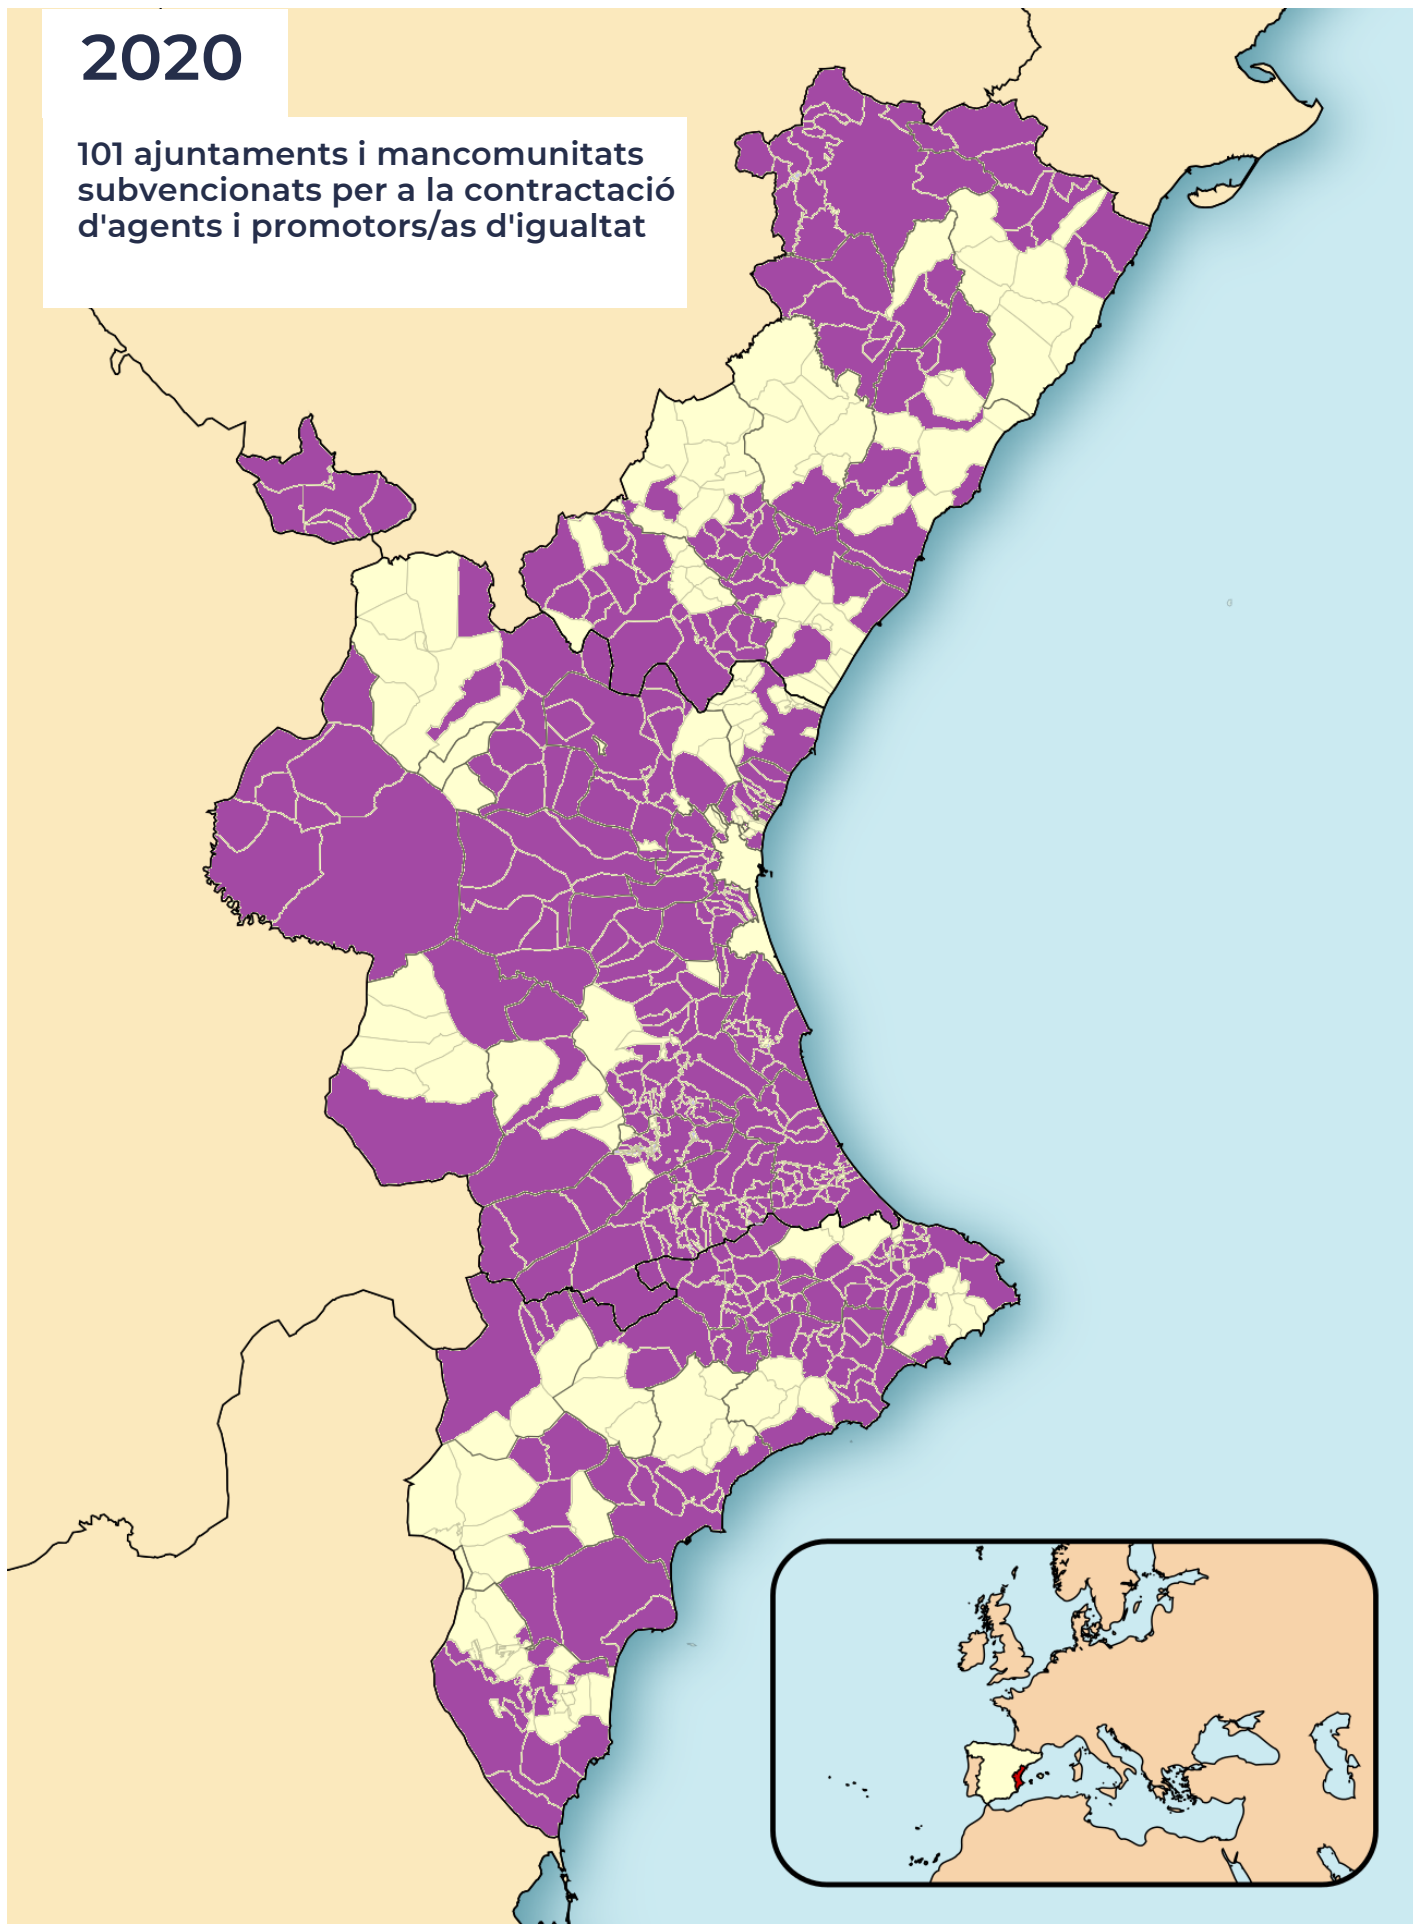 2020
101 ajuntaments i mancomunitats
subvencionats per a la contractació
d'agents i promotors/as d'igualtat